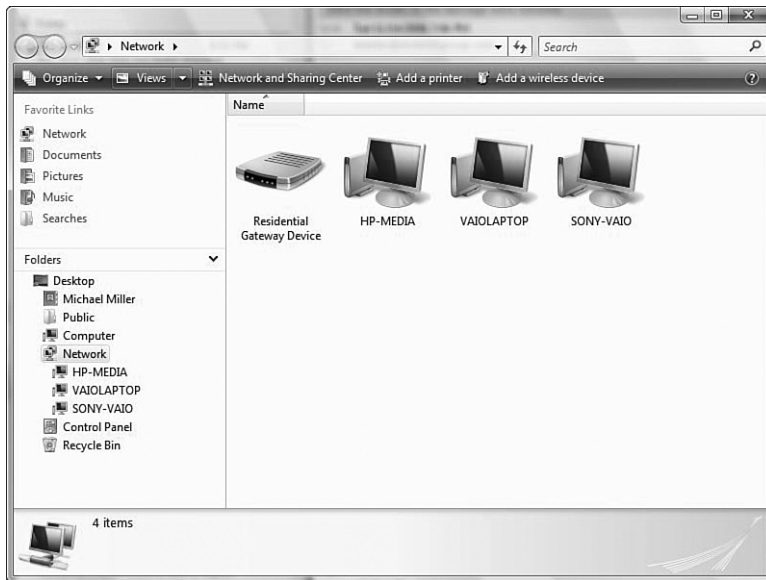 Network
Search
Organize Views Network and Sharing Center Add a printer Add a wireless device
Favorite Links
Network
Documents
Pictures
Music
Searches
Folders
Desktop
Michael Miller
Public
Computer
Network
HP-MEDIA
VAIOLAPTOP
SONY-VAIO
Control Panel
Recycle Bin
Name
Residential
Gateway Device
HP-MEDIA
VAIOLAPTOP
SONY-VAIO
4 items